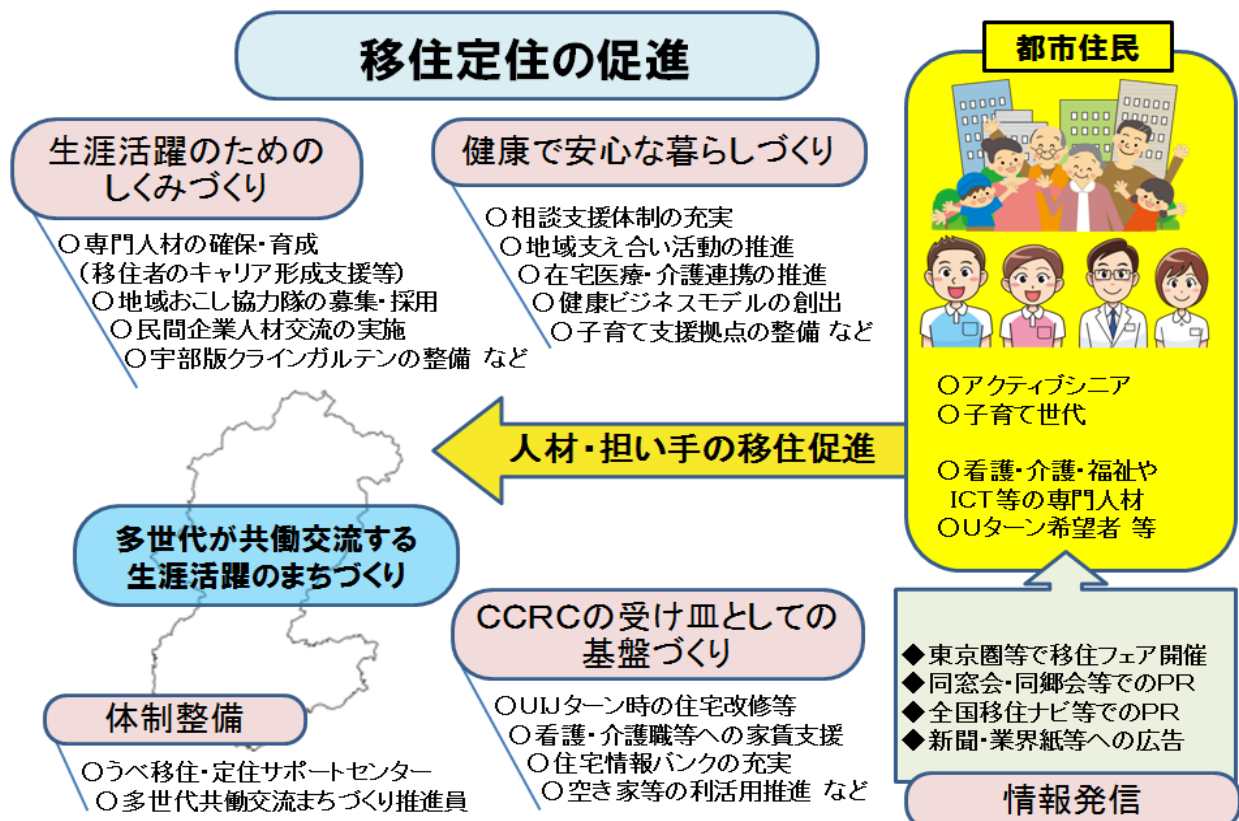 移住定住の促進
都市住民
生涯活躍のための
しくみづくり
○専門人材の確保・育成
(移住者のキャリア形成支援等)
○地域おこし協力隊の募集・採用
○民間企業人材交流の実施
○宇部版クラインガルテンの整備 など
健康で安心な暮らしづくり
○相談支援体制の充実
○地域支え合い活動の推進
○在宅医療・介護連携の推進
○健康ビジネスモデルの創出
○子育て支援拠点の整備 など
○アクティブシニア
○子育て世代
○看護・介護・福祉や
ICT等の専門人材
○Uターン希望者 等
人材・担い手の移住促進
多世代が共働交流する
生涯活躍のまちづくり
体制整備
○うべ移住・定住サポートセンター
○多世代共働交流まちづくり推進員
CCRCの受け皿としての
基盤づくり
○UIJターン時の住宅改修等
○看護・介護職等への家賃支援
○住宅情報バンクの充実
○空き家等の利活用推進 など
◆東京圏等で移住フェア開催
◆同窓会・同郷会等でのPR
◆全国移住ナビ等でのPR
◆新聞・業界紙等への広告
情報発信